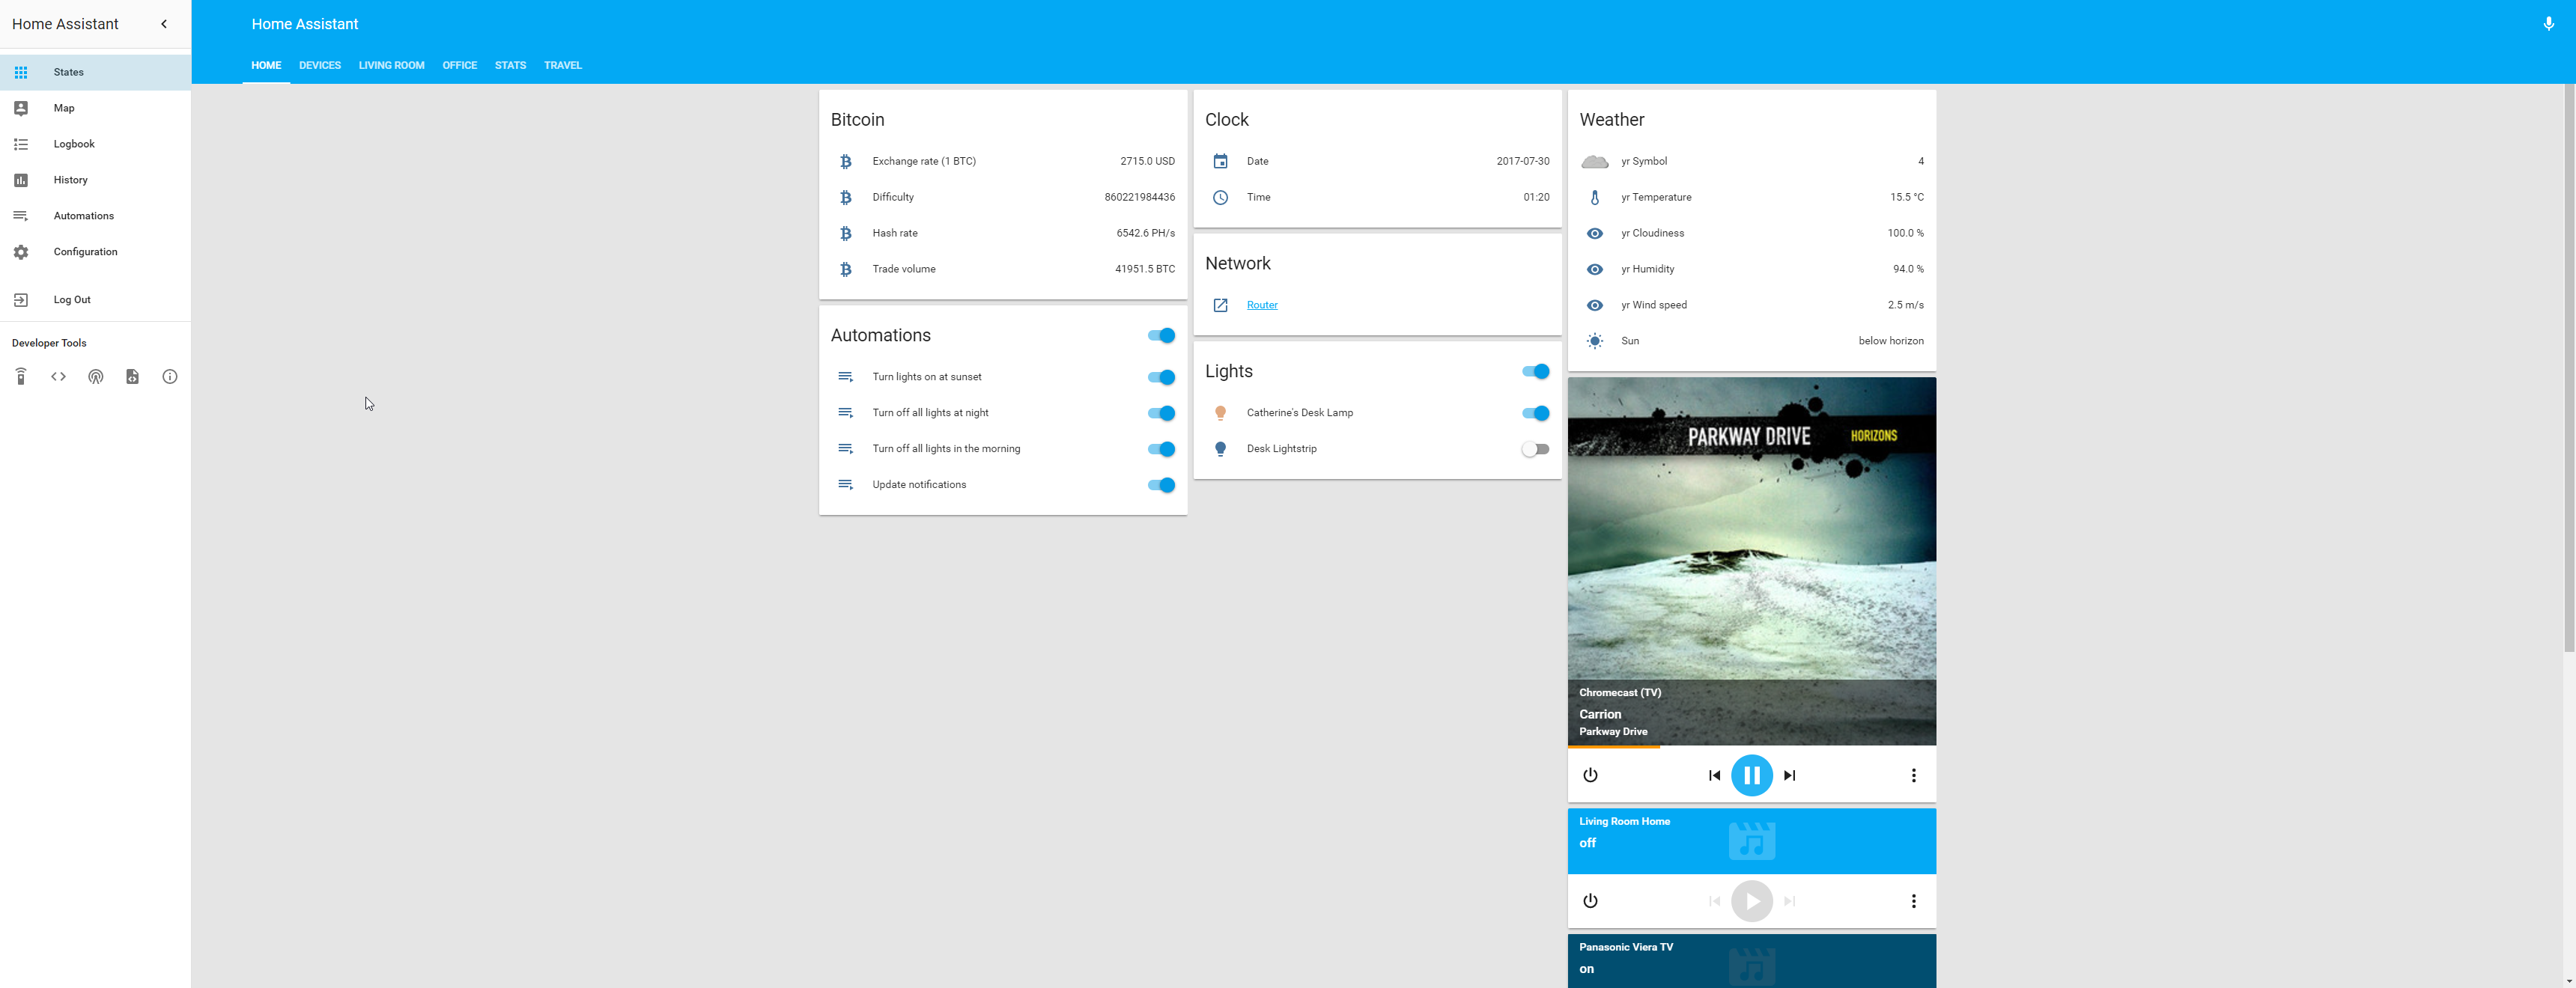 Home Assistant
States
Map
Logbook
History
Automations
Configuration
Log Out
Developer Tools
Home Assistant
HOME DEVICES LIVING ROOM OFFICE STATS TRAVEL
Bitcoin
Exchange rate (1 BTC) 2715.0 USD
Difficulty 860221984436
Hash rate 6542.6 PH/s
Trade volume 41951.5 BTC
Automations
Turn lights on at sunset
Turn off all lights at night
Turn off all lights in the morning
Update notifications
Clock
Date 2017-07-30
Time 01:20
Network
Router
Lights
Catherine's Desk Lamp
Desk Lightstrip
Weather
yr Symbol 4
yr Temperature 15.5 °C
yr Cloudiness 100.0 %
yr Humidity 94.0 %
yr Wind speed 2.5 m/s
Sun below horizon
PARKWAY DRIVE HORIZONS
Chromecast (TV)
Carrion
Parkway Drive
Living Room Home
off
Panasonic Viera TV
on